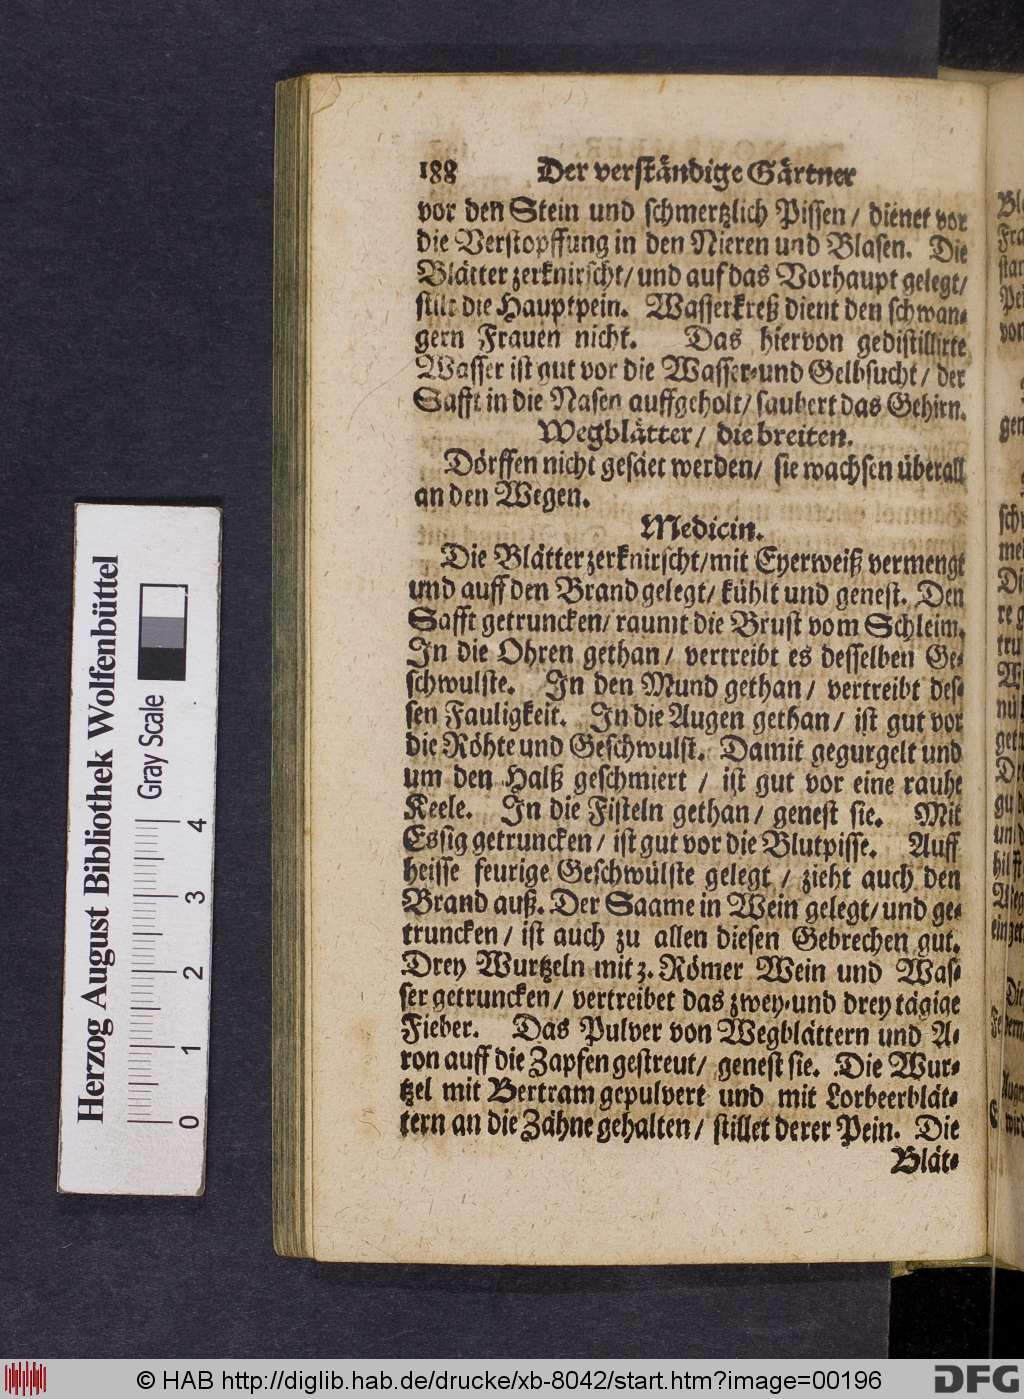 188 Der verständige Gärtner
vor den Stein und schmertzlich Pissen / dienet vor
die Verstopffung in den Nieren und Blasen. Die
Blätter zerknirscht / und auf das Vorhaupt gelegt /
stilt die Hauptpein. Wasserkreß dient den schwan-
gern Frauen nicht. Das hiervon gedistillirte
Wasser ist gut vor die Wasser-und Gelbsucht / der
Safft in die Nasen auffgeholt / saubert das Gehirn.
Wegblätter / die breiten.
Dörffen nicht gesäet werden / sie wachsen überall
an den Wegen.
Medicin.
Die Blätter zerknirscht / mit Eyerweiß vermengt
und auff den Brand gelegt / kühlt und genest. Den
Safft getruncken / raumt die Brust vom Schleim.
In die Ohren gethan / vertreibt es desselben Ge-
schwulste. In den Mund gethan / vertreibt des-
sen Fauligkeit. In die Augen gethan / ist gut vor
die Röhte und Geschwulst. Damit gegurgelt und
um den Halß geschmiert / ist gut vor eine rauhe
Keele. In die Fisteln gethan / genest sie. Mit
Essig getruncken / ist gut vor die Blutpisse. Auff
heisse feurige Geschwülste gelegt / zieht auch den
Brand auß. Der Saame in Wein gelegt / und ge-
truncken / ist auch zu allen diesen Gebrechen gut.
Drey Wurtzeln mit 3. Römer Wein und Was-
ser getruncken / vertreibet das zwey-und drey tägige
Fieber. Das Pulver von Wegblättern und A-
ron auff die Zapfen gestreut / genest sie. Die Wur-
tzel mit Bertram gepulvert und mit Lorbeerblät-
tern an die Zähne gehalten / stillet derer Pein. Die
Blät-
Herzog August Bibliothek Wolfenbüttel
Gray Scale
0 1 2 3 4
© HAB http://diglib.hab.de/drucke/xb-8042/start.htm?image=00196
DFG